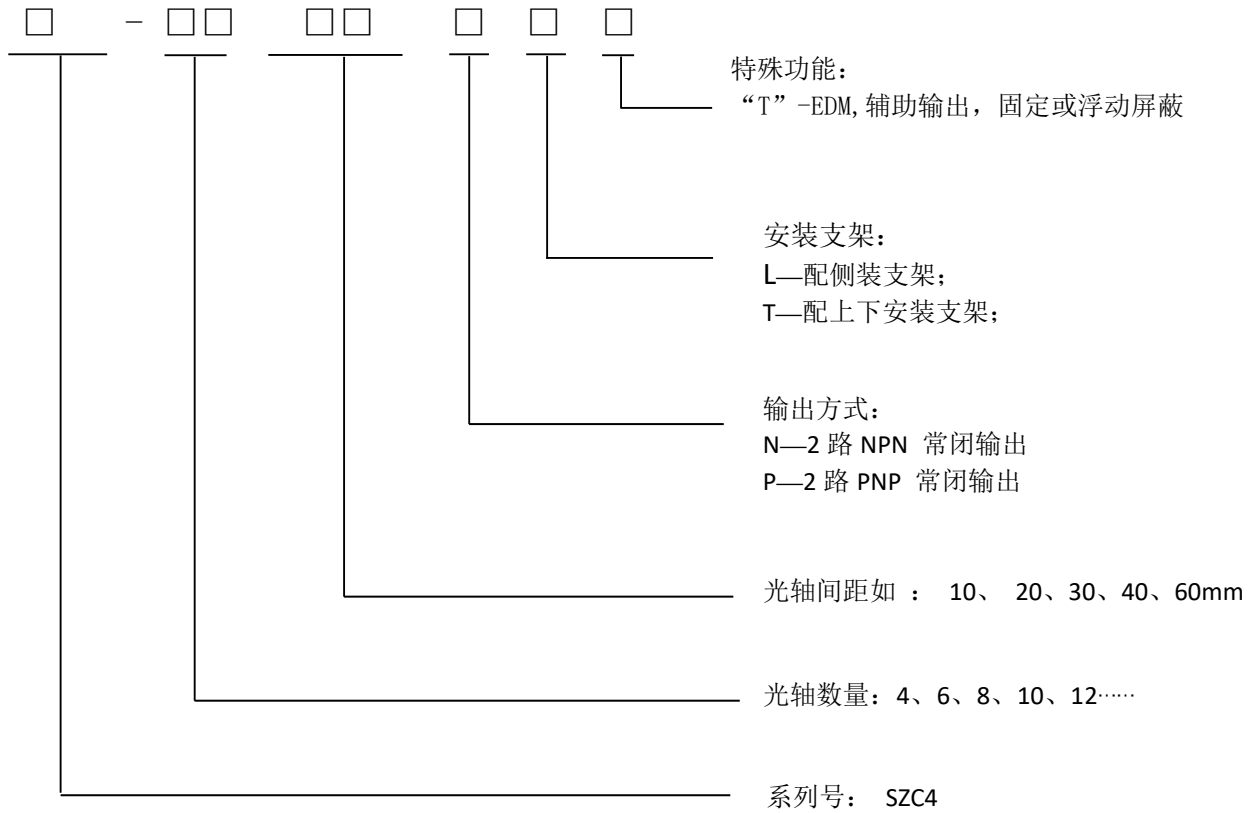 □ -□□ □□ □ □ □
特殊功能：
“T”-EDM,辅助输出，固定或浮动屏蔽
安装支架：
L—配侧装支架；
T—配上下安装支架；
输出方式：
N—2 路 NPN 常闭输出
P—2 路 PNP 常闭输出
光轴间距如 ： 10、 20、30、40、60mm
光轴数量：4、6、8、10、12……
系列号： SZC4